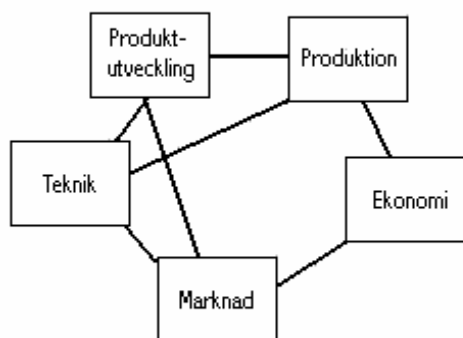 Produkt-
utveckling
Produktion
Teknik
Ekonomi
Marknad